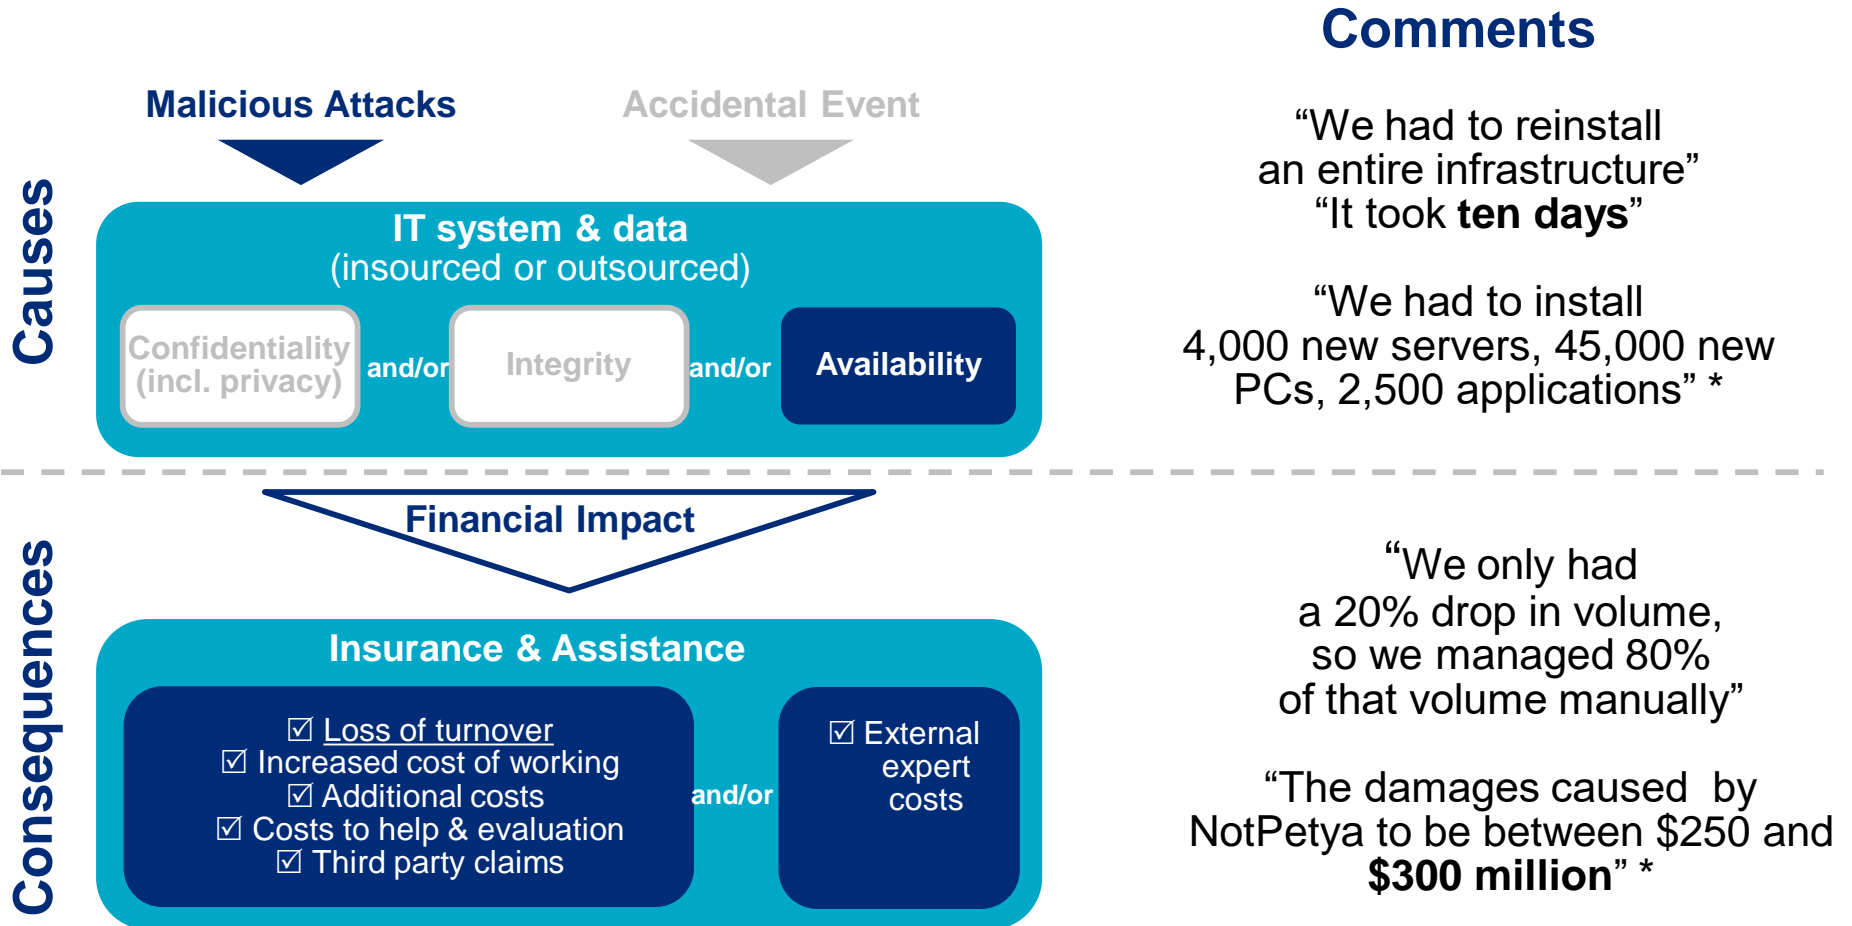 Comments
Malicious Attacks
Accidental Event
Causes
IT system & data
(insourced or outsourced)
Confidentiality
(incl. privacy)
and/or
Integrity
and/or
Availability
“We had to reinstall
an entire infrastructure”
“It took ten days”
“We had to install
4,000 new servers, 45,000 new
PCs, 2,500 applications” *
Financial Impact
Consequences
Insurance & Assistance
☑ Loss of turnover
☑ Increased cost of working
☑ Additional costs
☑ Costs to help & evaluation
☑ Third party claims
and/or
☑ External
expert
costs
“We only had
a 20% drop in volume,
so we managed 80%
of that volume manually”
“The damages caused by
NotPetya to be between $250 and
$300 million” *